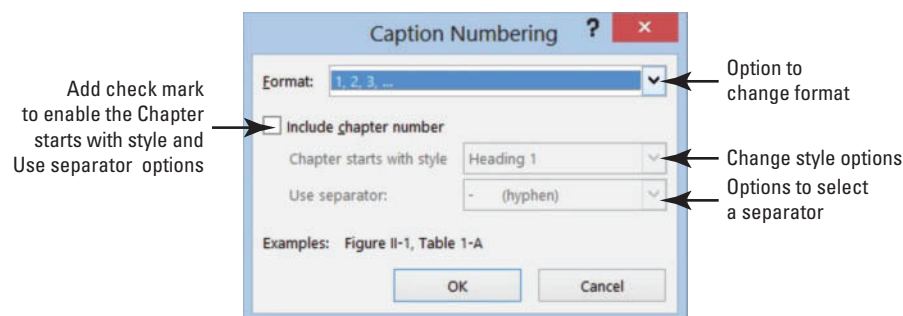 Caption Numbering ? ×
Format: 1, 2, 3, ...
Option to
change format
Add check mark
to enable the Chapter
starts with style and
Use separator options
Include chapter number
Chapter starts with style Heading 1
Change style options
Use separator: - (hyphen)
Options to select
a separator
Examples: Figure II-1, Table 1-A
OK Cancel